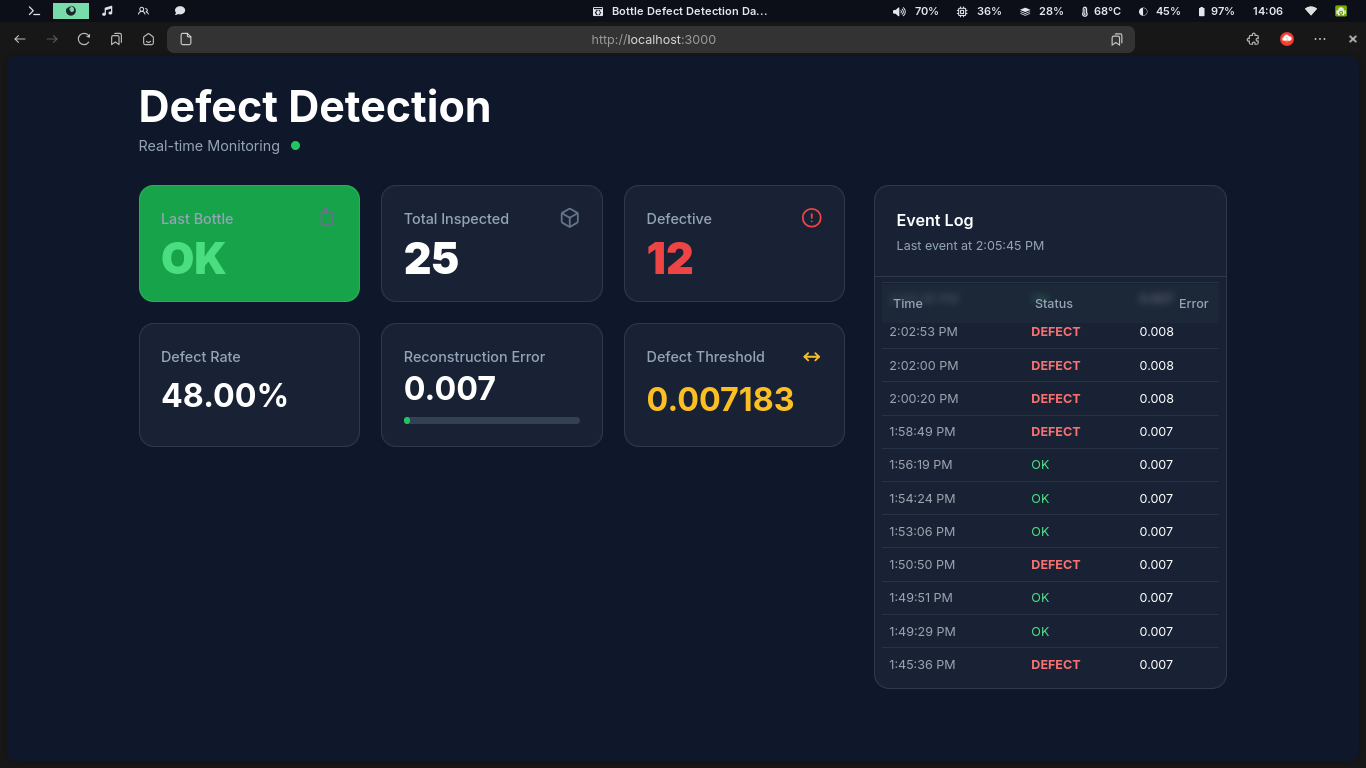 Bottle Defect Detection Da...
70% 36% 28% 68°C 45% 97% 14:06
http://localhost:3000
Defect Detection
Real-time Monitoring
Last Bottle
OK
Total Inspected
25
Defective
12
Defect Rate
48.00%
Reconstruction Error
0.007
Defect Threshold
0.007183
Event Log
Last event at 2:05:45 PM
Time Status Error
2:02:53 PM DEFECT 0.008
2:02:00 PM DEFECT 0.008
2:00:20 PM DEFECT 0.008
1:58:49 PM DEFECT 0.007
1:56:19 PM OK 0.007
1:54:24 PM OK 0.007
1:53:06 PM OK 0.007
1:50:50 PM DEFECT 0.007
1:49:51 PM OK 0.007
1:49:29 PM OK 0.007
1:45:36 PM DEFECT 0.007